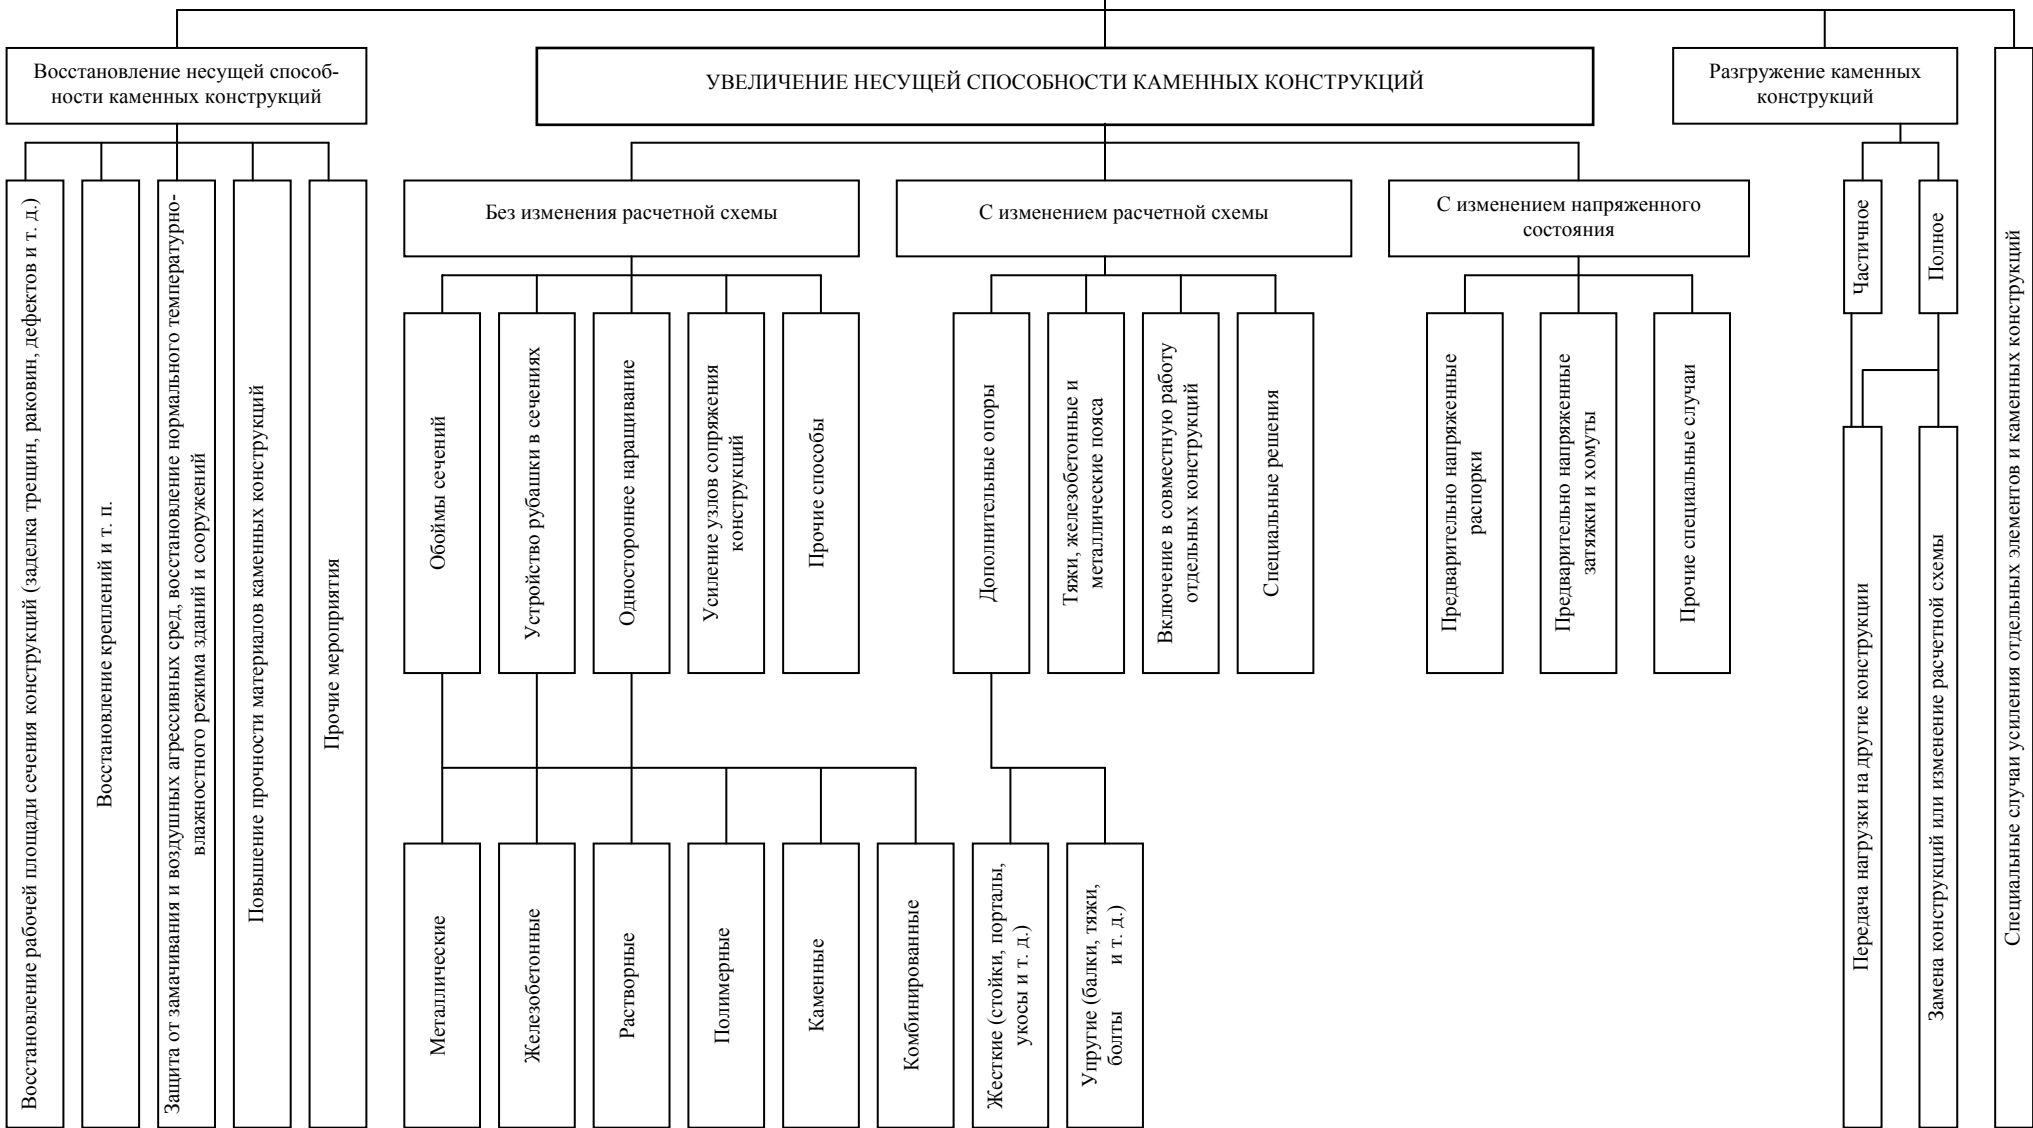 Восстановление несущей способ-
ности каменных конструкций
УВЕЛИЧЕНИЕ НЕСУЩЕЙ СПОСОБНОСТИ КАМЕННЫХ КОНСТРУКЦИЙ
Разгружение каменных
конструкций
Специальные случаи усиления отдельных элементов и каменных конструкций
Восстановление рабочей площади сечения конструкций (заделка трещин, раковин, дефектов и т. д.)
Восстановление креплений и т. п.
Защита от замачивания и воздушных агрессивных сред, восстановление нормального температурно-
влажностного режима зданий и сооружений
Повышение прочности материалов каменных конструкций
Прочие мероприятия
Без изменения расчетной схемы
С изменением расчетной схемы
С изменением напряженного
состояния
Частичное
Полное
Обоймы сечений
Устройство рубашки в сечениях
Одностороннее наращивание
Усиление узлов сопряжения
конструкций
Прочие способы
Дополнительные опоры
Тяжи, железобетонные и
металлические пояса
Включение в совместную работу
отдельных конструкций
Специальные решения
Предварительно напряженные
распорки
Предварительно напряженные
затяжки и хомуты
Прочие специальные случаи
Передача нагрузки на другие конструкции
Замена конструкций или изменение расчетной схемы
Металлические
Железобетонные
Растворные
Полимерные
Каменные
Комбинированные
Жесткие (стойки, порталы,
укосы и т. д.)
Упругие (балки, тяжи,
болты и т. д.)